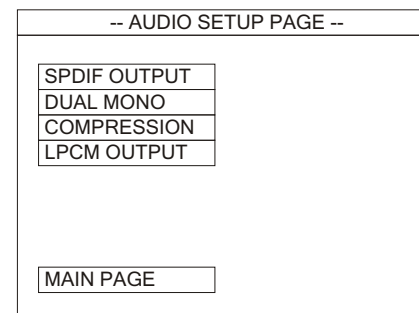 -- AUDIO SETUP PAGE --
SPDIF OUTPUT
DUAL MONO
COMPRESSION
LPCM OUTPUT
MAIN PAGE